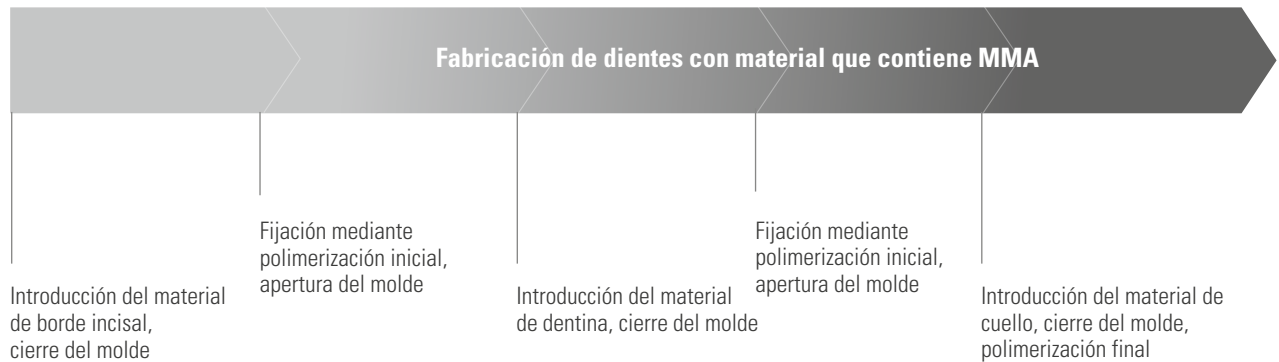 Fabricación de dientes con material que contiene MMA
Introducción del material
de borde incisal,
cierre del molde
Fijación mediante
polimerización inicial,
apertura del molde
Introducción del material
de dentina, cierre del molde
Fijación mediante
polimerización inicial,
apertura del molde
Introducción del material de
cuello, cierre del molde,
polimerización final